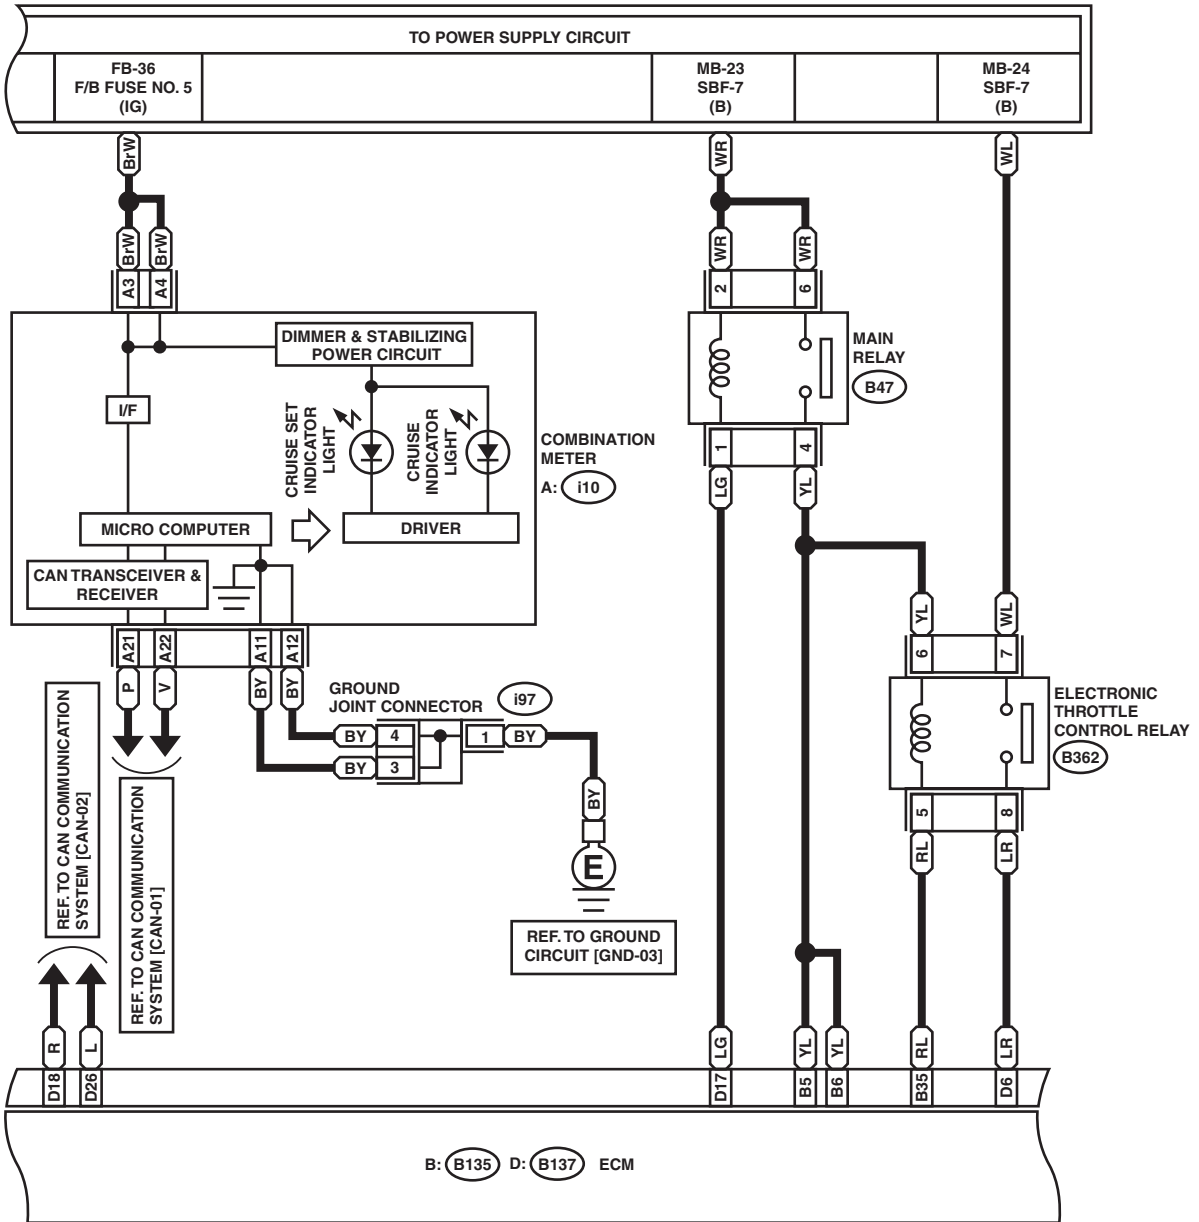 TO POWER SUPPLY CIRCUIT
FB-36
F/B FUSE NO. 5
(IG)
MB-23
SBF-7
(B)
MB-24
SBF-7
(B)
BrW
WR
WL
BrW
BrW
WR
WR
A3
A4
2
6
DIMMER & STABILIZING
POWER CIRCUIT
MAIN
RELAY
B47
I/F
CRUISE SET
INDICATOR
LIGHT
CRUISE
INDICATOR
LIGHT
COMBINATION
METER
A: i10
1
4
LG
YL
MICRO COMPUTER
DRIVER
CAN TRANSCEIVER &
RECEIVER
YL
WL
A21
A22
A11
A12
6
7
P
V
BY
BY
GROUND
JOINT CONNECTOR
i97
BY
4
1
BY
BY
3
ELECTRONIC
THROTTLE
CONTROL RELAY
B362
BY
E
5
8
RL
LR
REF. TO CAN COMMUNICATION
SYSTEM [CAN-02]
REF. TO CAN COMMUNICATION
SYSTEM [CAN-01]
REF. TO GROUND
CIRCUIT [GND-03]
R
L
LG
YL
YL
RL
LR
D18
D26
D17
B5
B6
B35
D6
B: B135 D: B137 ECM